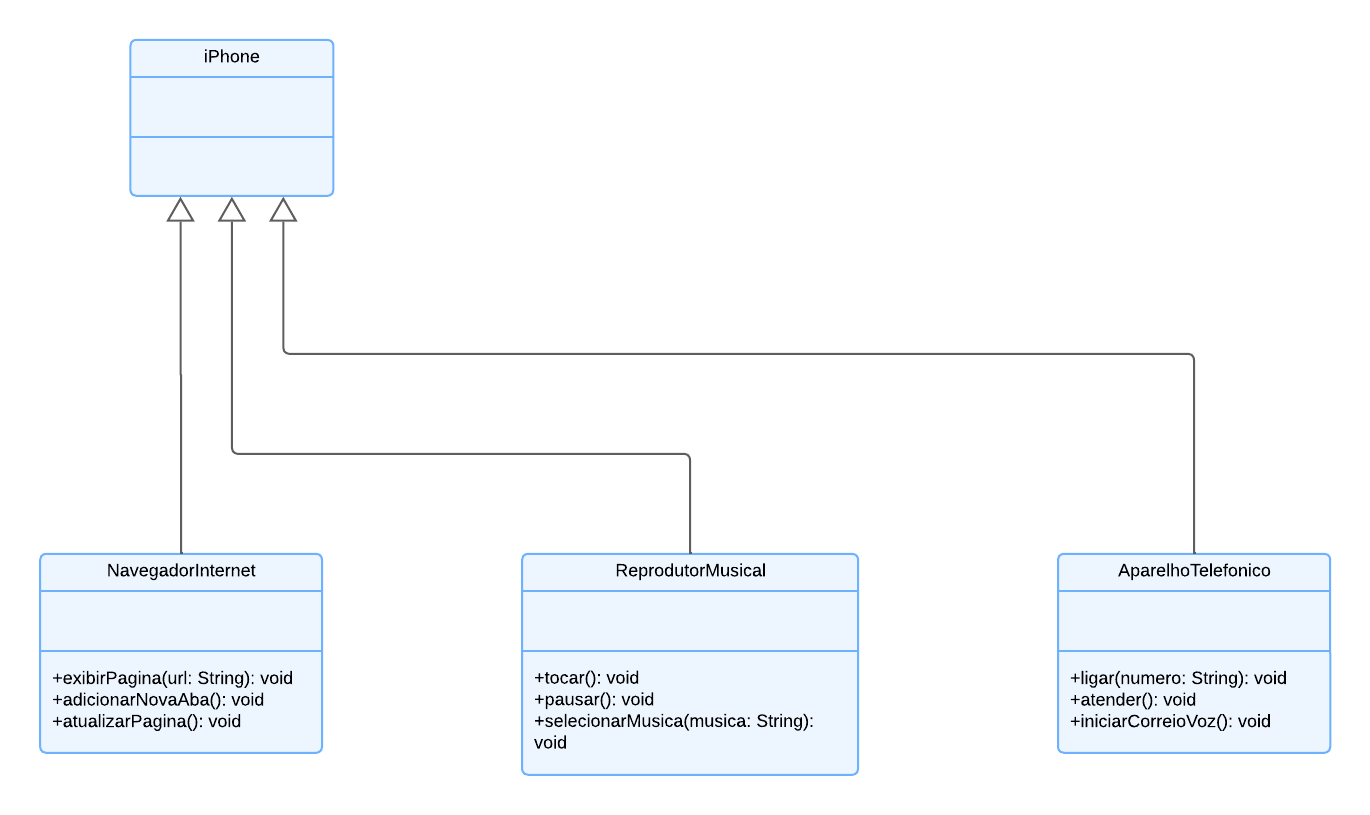 iPhone
NavegadorInternet
+exibirPagina(url: String): void
+adicionarNovaAba(): void
+atualizarPagina(): void
ReprodutorMusical
+tocar(): void
+pausar(): void
+selecionarMusica(musica: String):
void
AparelhoTelefonico
+ligar(numero: String): void
+atender(): void
+iniciarCorreioVoz(): void